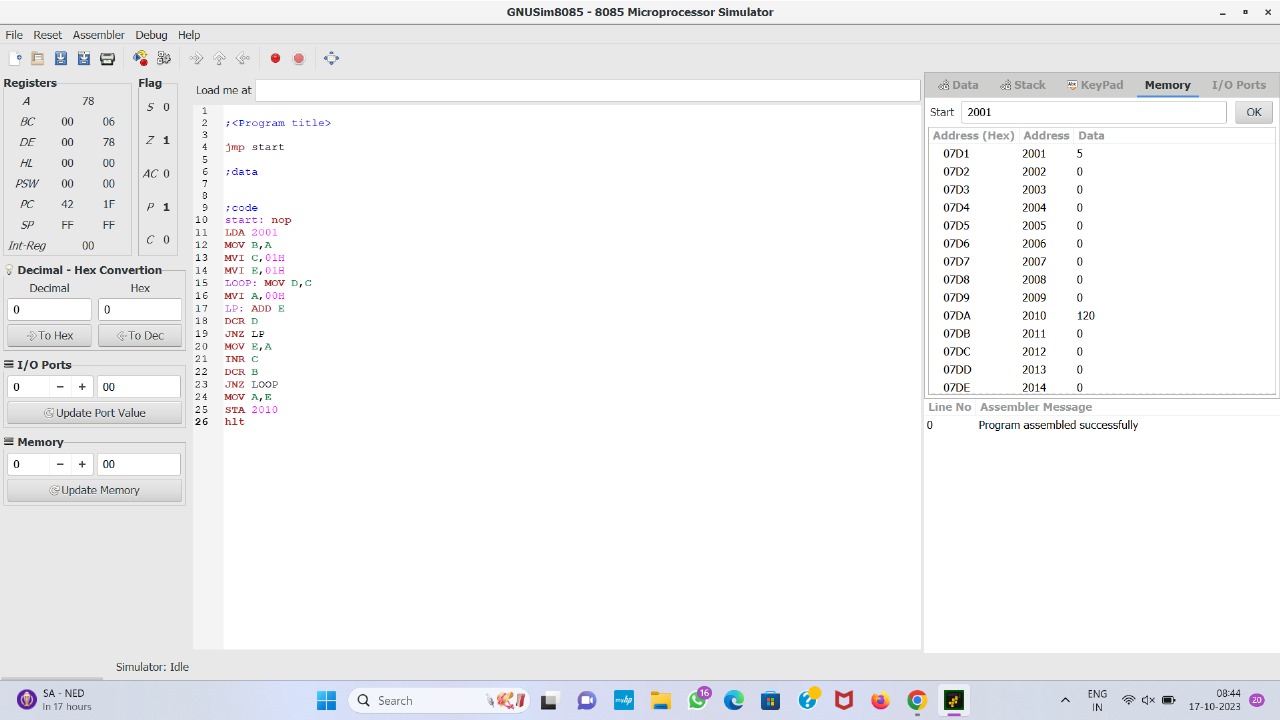 GNUSim8085 - 8085 Microprocessor Simulator
File Reset Assembler Debug Help
Registers
A 78
BC 00 06
DE 00 78
HL 00 00
PSW 00 00
PC 42 1F
SP FF FF
Int-Reg 00
Flag
S 0
Z 1
AC 0
P 1
C 0
Decimal - Hex Convertion
Decimal Hex
0 0
To Hex To Dec
I/O Ports
0 − + 00
Update Port Value
Memory
0 − + 00
Update Memory
Load me at
1
2 ;<Program title>
3
4 jmp start
5
6 ;data
7
8
9 ;code
10 start: nop
11 LDA 2001
12 MOV B,A
13 MVI C,01H
14 MVI E,01H
15 LOOP: MOV D,C
16 MVI A,00H
17 LP: ADD E
18 DCR D
19 JNZ LP
20 MOV E,A
21 INR C
22 DCR B
23 JNZ LOOP
24 MOV A,E
25 STA 2010
26 hlt
Data Stack KeyPad Memory I/O Ports
Start 2001 OK
Address (Hex) Address Data
07D1 2001 5
07D2 2002 0
07D3 2003 0
07D4 2004 0
07D5 2005 0
07D6 2006 0
07D7 2007 0
07D8 2008 0
07D9 2009 0
07DA 2010 120
07DB 2011 0
07DC 2012 0
07DD 2013 0
07DE 2014 0
Line No Assembler Message
0 Program assembled successfully
Simulator: Idle
SA - NED
In 17 hours
Search
myhp
16
ENG
IN
08:44
17-10-2023
20